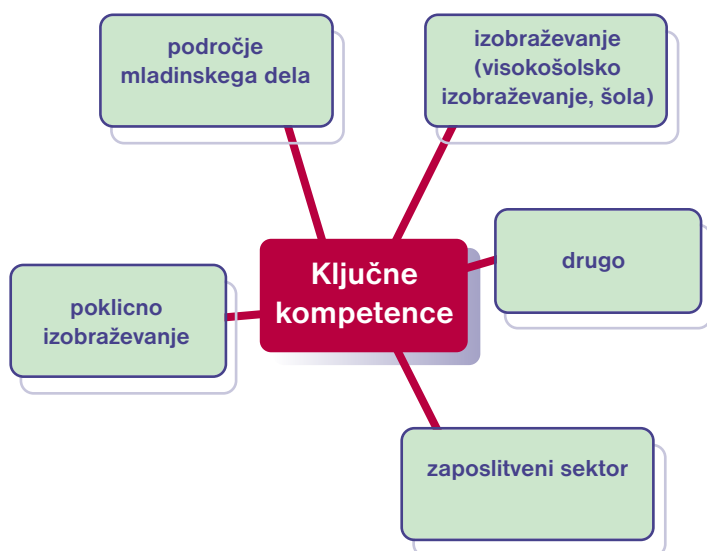 področje
mladinskega dela
izobraževanje
(visokošolsko
izobraževanje, šola)
Ključne
kompetence
drugo
poklicno
izobraževanje
zaposlitveni sektor